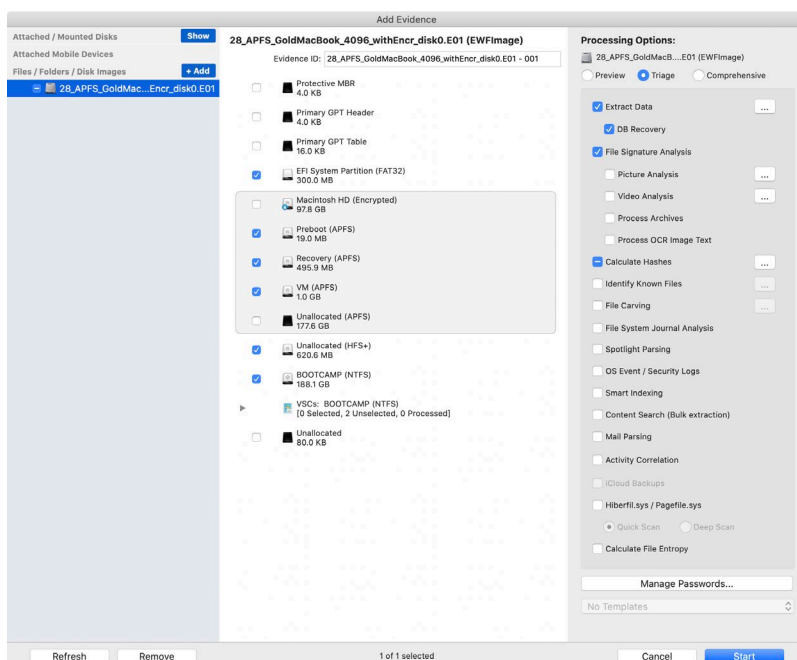 Add Evidence
Attached / Mounted Disks
Show
Attached Mobile Devices
Files / Folders / Disk Images
+ Add
28_APFS_GoldMac...Encr_disk0.E01
28_APFS_GoldMacBook_4096_withEncr_disk0.E01 (EWFImage)
Evidence ID: 28_APFS_GoldMacBook_4096_withEncr_disk0.E01 - 001
Protective MBR
4.0 KB
Primary GPT Header
4.0 KB
Primary GPT Table
16.0 KB
EFI System Partition (FAT32)
300.0 MB
Macintosh HD (Encrypted)
97.8 GB
Preboot (APFS)
19.0 MB
Recovery (APFS)
495.9 MB
VM (APFS)
1.0 GB
Unallocated (APFS)
177.6 GB
Unallocated (HFS+)
620.6 MB
BOOTCAMP (NTFS)
188.1 GB
VSCs: BOOTCAMP (NTFS)
[0 Selected, 2 Unselected, 0 Processed]
Unallocated
80.0 KB
Processing Options:
28_APFS_GoldMacB....E01 (EWFImage)
Preview Triage Comprehensive
Extract Data ...
DB Recovery
File Signature Analysis
Picture Analysis ...
Video Analysis ...
Process Archives
Process OCR Image Text
Calculate Hashes ...
Identify Known Files ...
File Carving ...
File System Journal Analysis
Spotlight Parsing
OS Event / Security Logs
Smart Indexing
Content Search (Bulk extraction)
Mail Parsing
Activity Correlation
iCloud Backups
Hiberfil.sys / Pagefile.sys
Quick Scan Deep Scan
Calculate File Entropy
Manage Passwords...
No Templates
Refresh Remove 1 of 1 selected Cancel Start